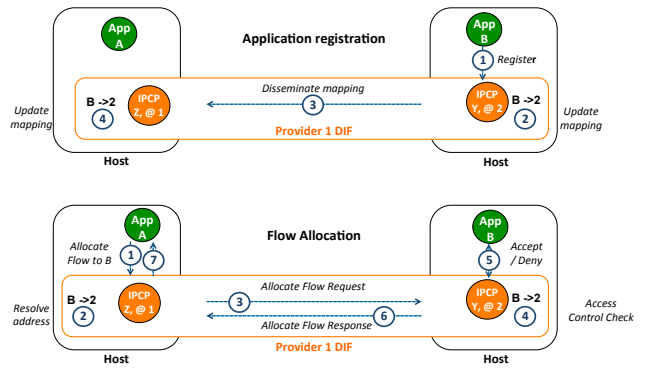 App
A
Application registration
App
B
1
Register
Disseminate mapping
3
B ->2
4
IPCP
Z, @ 1
IPCP
Y, @ 2
B ->2
2
Update
mapping
Update
mapping
Provider 1 DIF
Host
Host
App
A
Flow Allocation
App
B
Allocate
Flow to B
1
7
5
Accept
/ Deny
Allocate Flow Request
3
B ->2
2
IPCP
Z, @ 1
IPCP
Y, @ 2
B ->2
4
Resolve
address
Access
Control Check
6
Allocate Flow Response
Provider 1 DIF
Host
Host